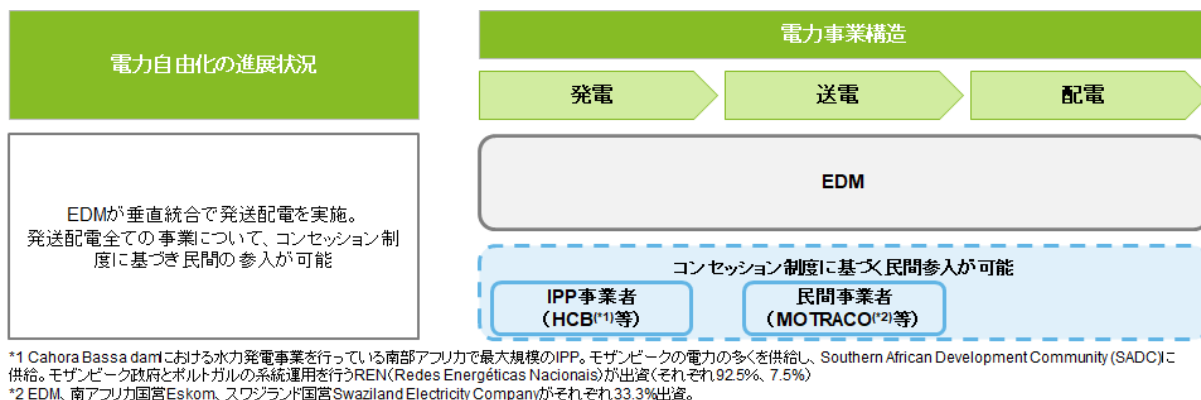 電力自由化の進展状況
電力事業構造
発電
送電
配電
EDMが垂直統合で発送配電を実施。
発送配電全ての事業について、コンセッション制
度に基づき民間の参入が可能
EDM
コンセッション制度に基づく民間参入が可能
IPP事業者
（HCB(*1)等）
民間事業者
（MOTRACO(*2)等）
*1 Cahora Bassa damにおける水力発電事業を行っている南部アフリカで最大規模のIPP。モザンビークの電力の多くを供給し、Southern African Development Community (SADC)に
供給。モザンビーク政府とポルトガルの系統運用を行うREN（Redes Energéticas Nacionais）が出資（それぞれ92.5%、7.5%）
*2 EDM、南アフリカ国営Eskom、スワジランド国営Swaziland Electricity Companyがそれぞれ33.3%出資。